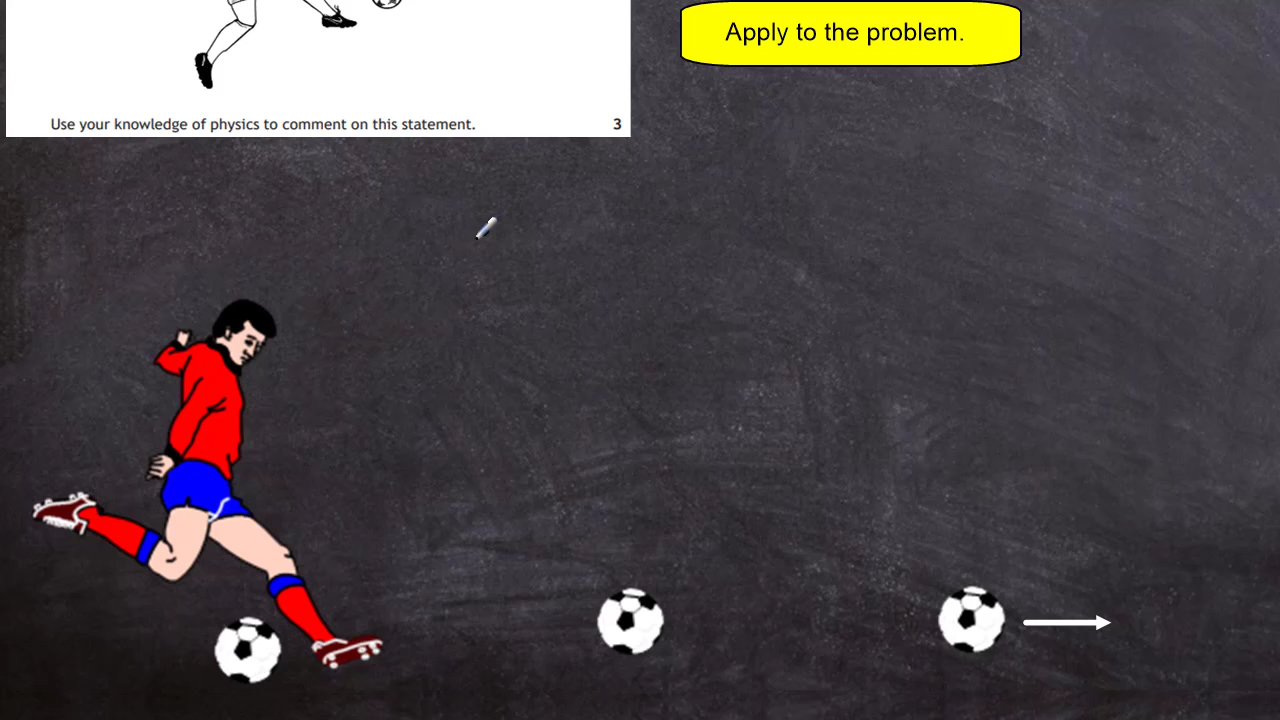 Apply to the problem.
Use your knowledge of physics to comment on this statement. 3